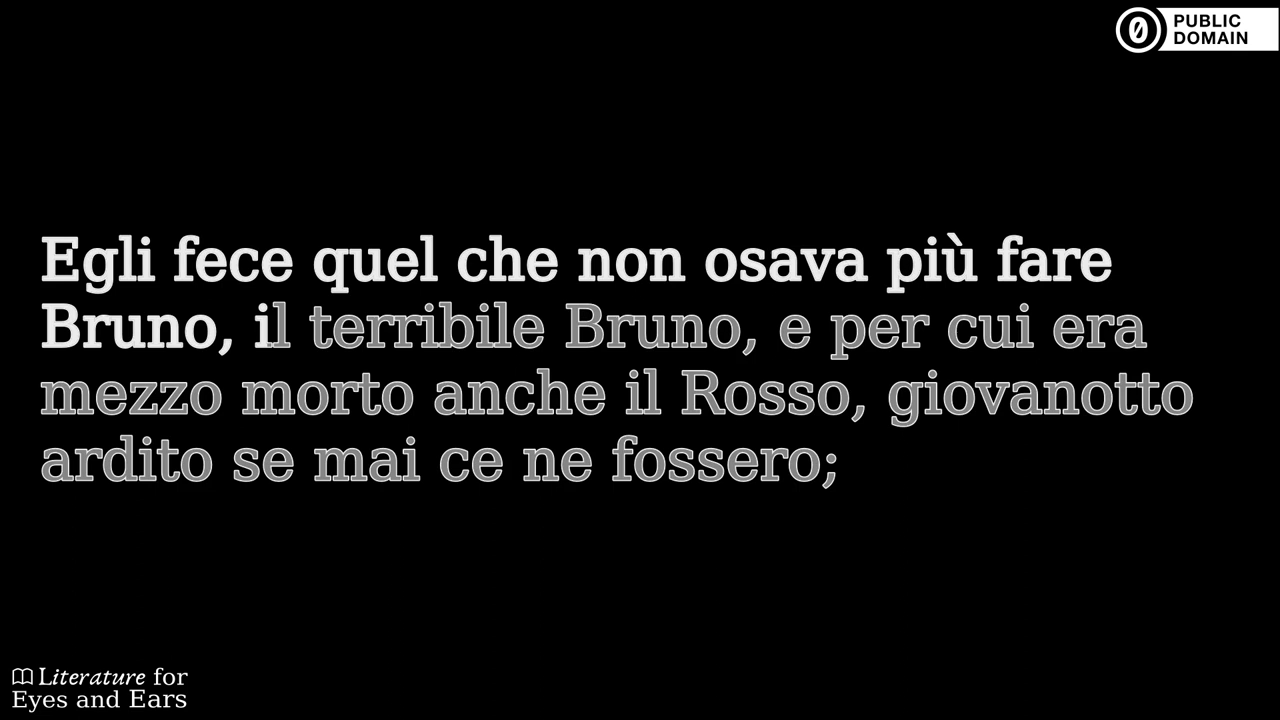 PUBLIC
DOMAIN
Egli fece quel che non osava più fare
Bruno, il terribile Bruno, e per cui era
mezzo morto anche il Rosso, giovanotto
ardito se mai ce ne fossero;
Literature for
Eyes and Ears